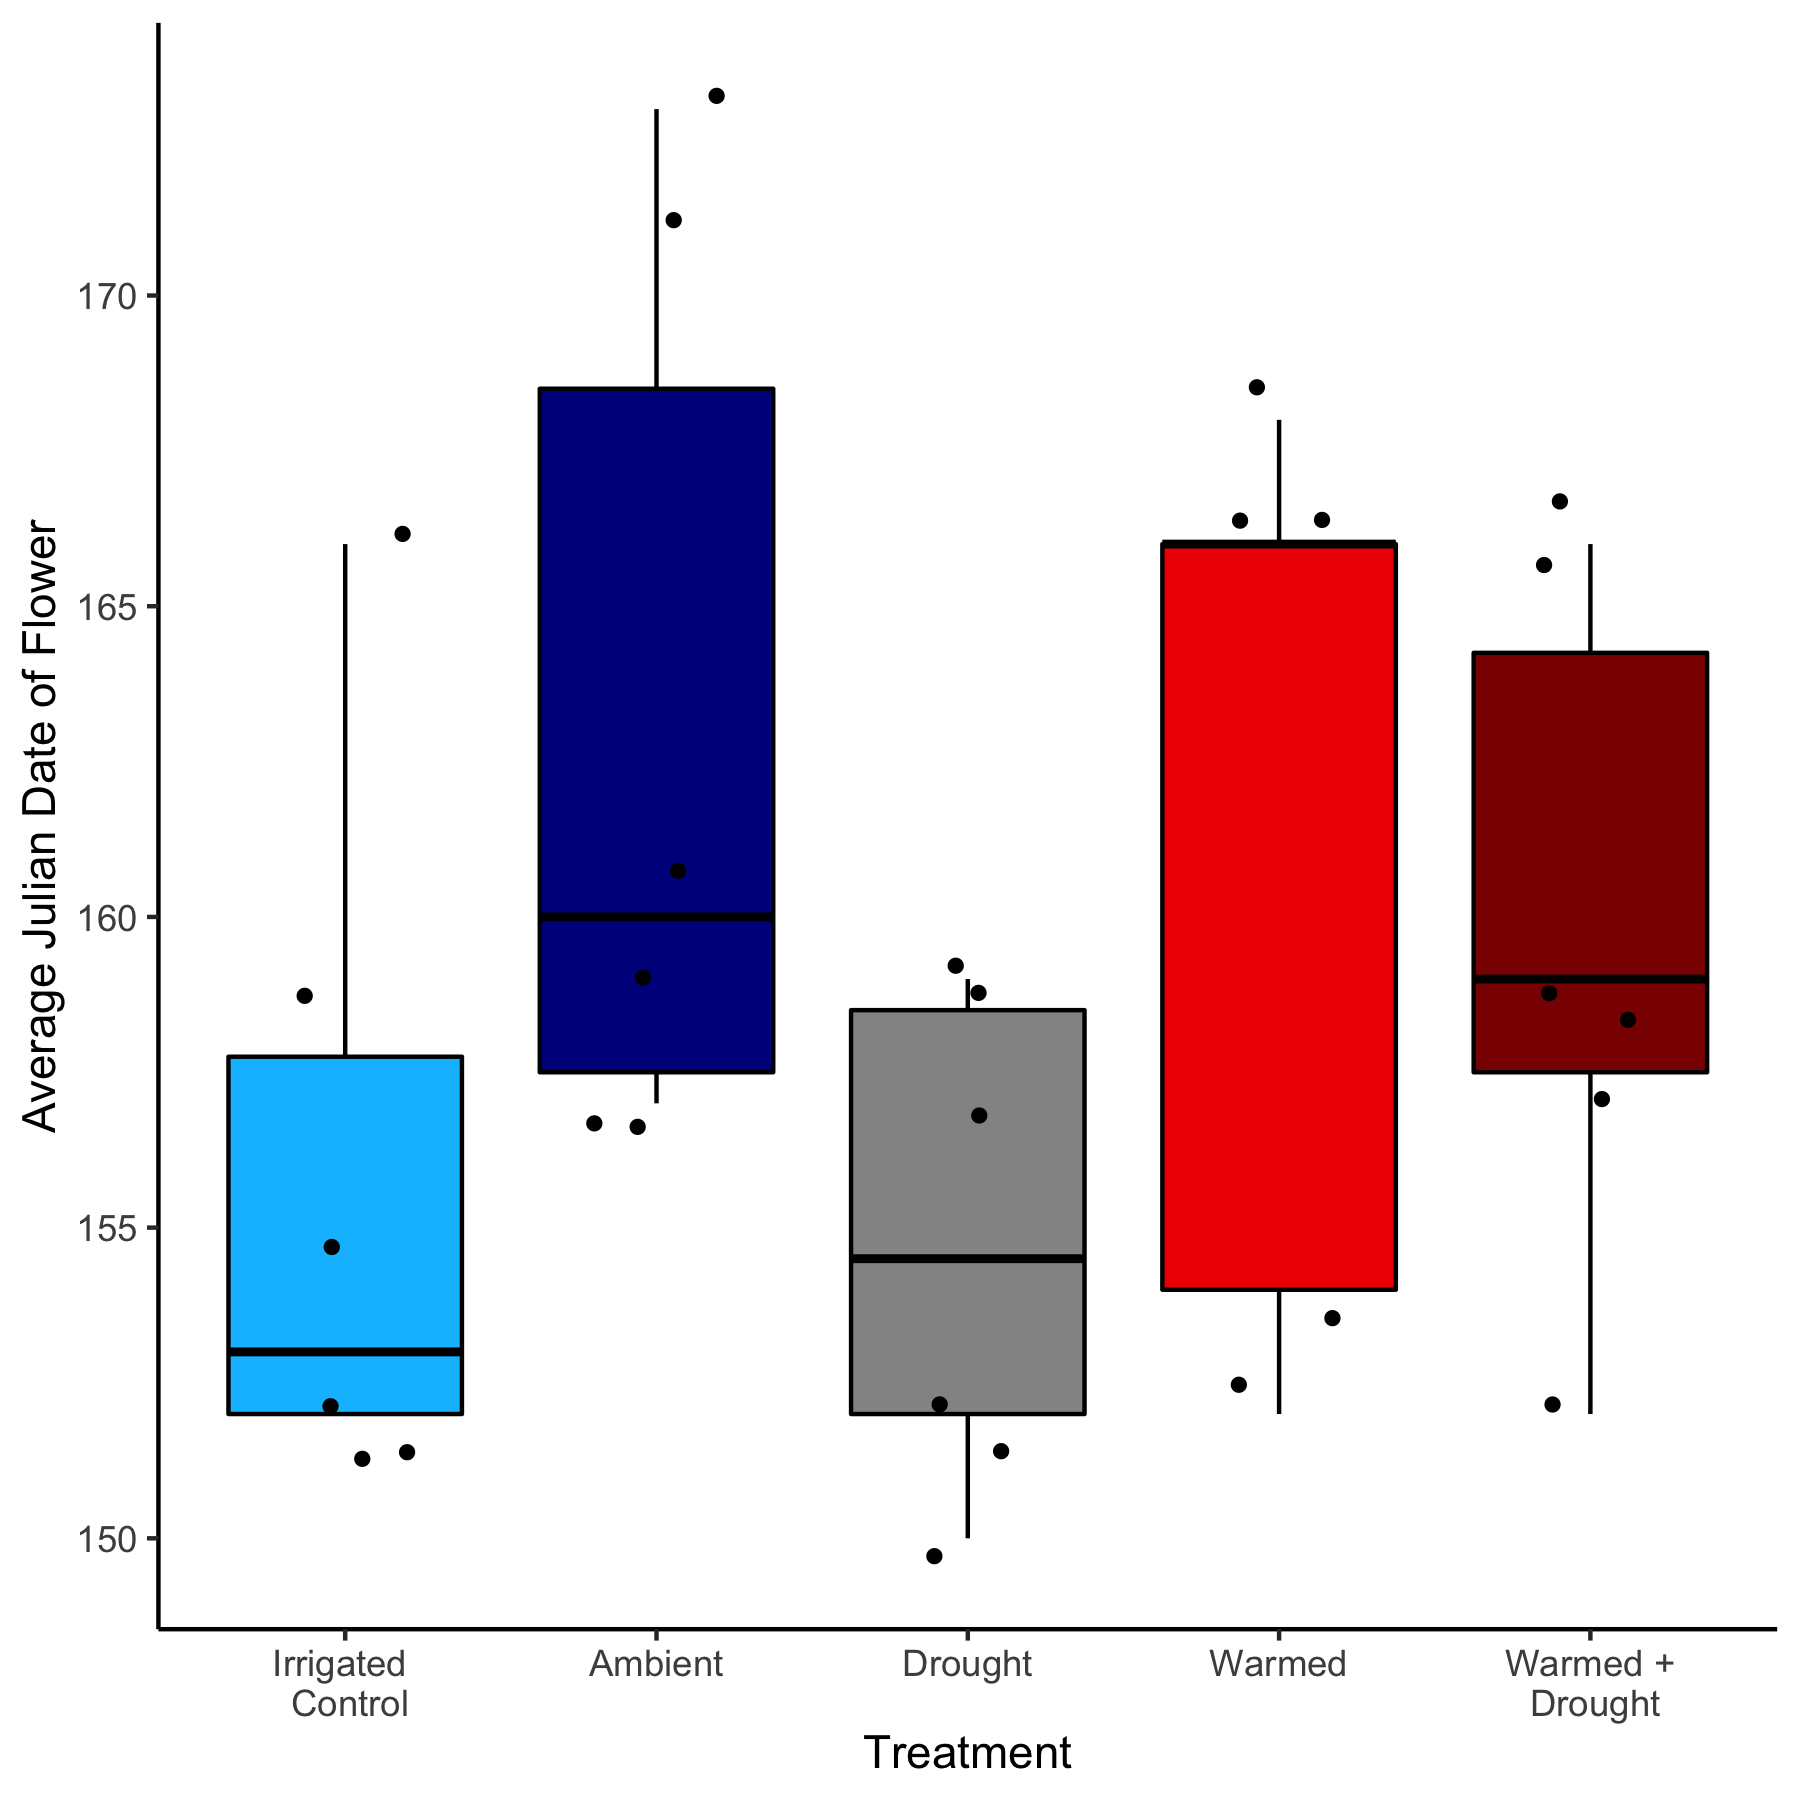 Average Julian Date of Flower
170
165
160
155
150
Irrigated
Control
Ambient
Drought
Warmed
Warmed +
Drought
Treatment